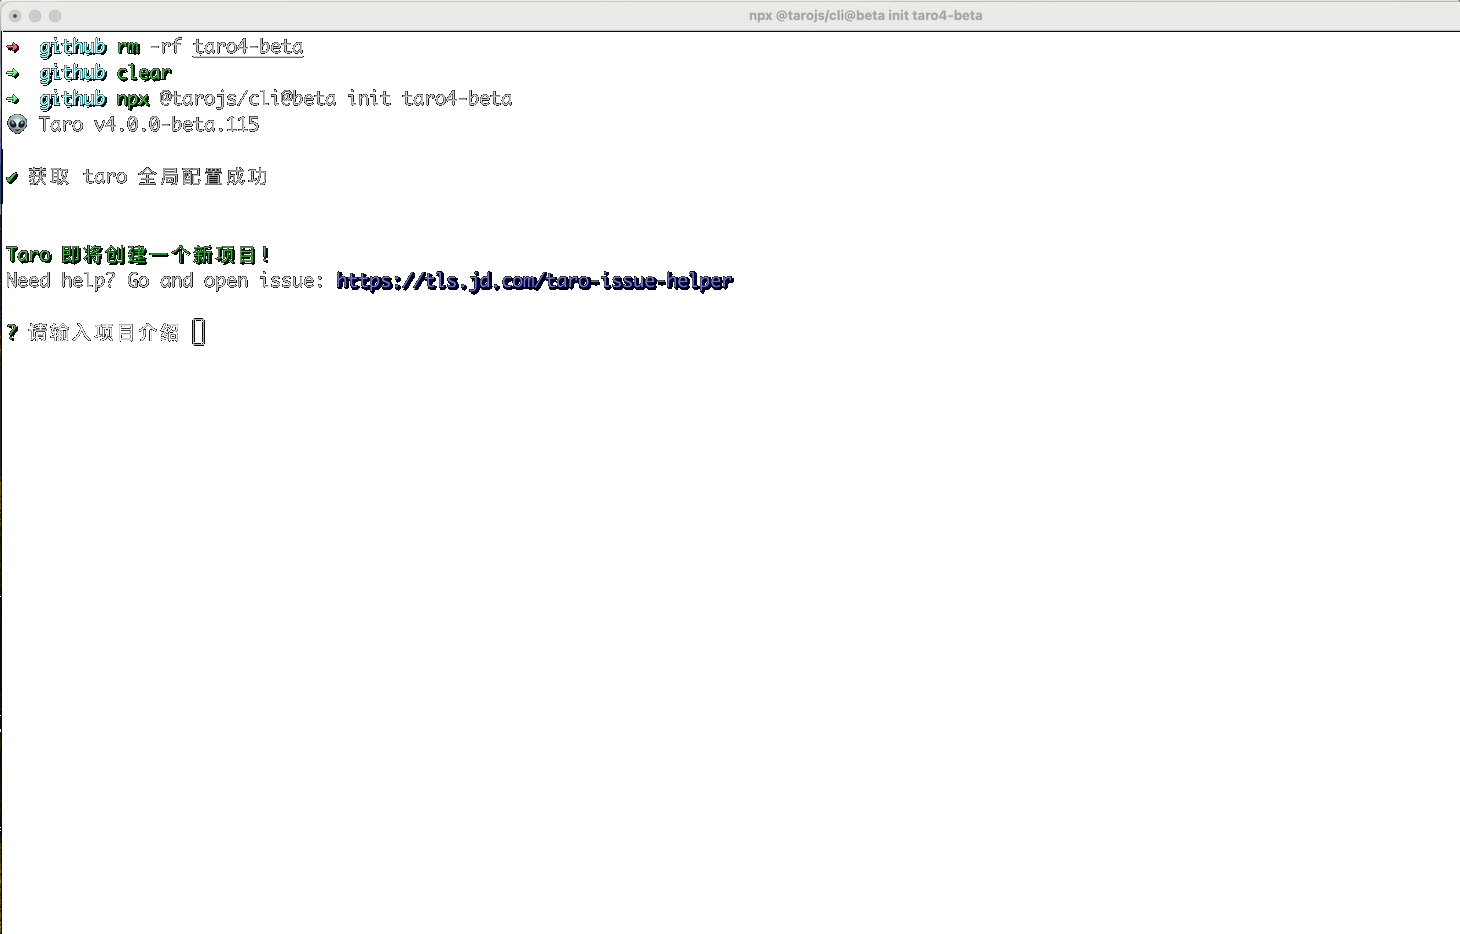 npx @tarojs/cli@beta init taro4-beta
➜ github rm -rf taro4-beta
➜ github clear
➜ github npx @tarojs/cli@beta init taro4-beta
👽 Taro v4.0.0-beta.115
✔ 获取 taro 全局配置成功
Taro 即将创建一个新项目!
Need help? Go and open issue: https://tls.jd.com/taro-issue-helper
? 请输入项目介绍